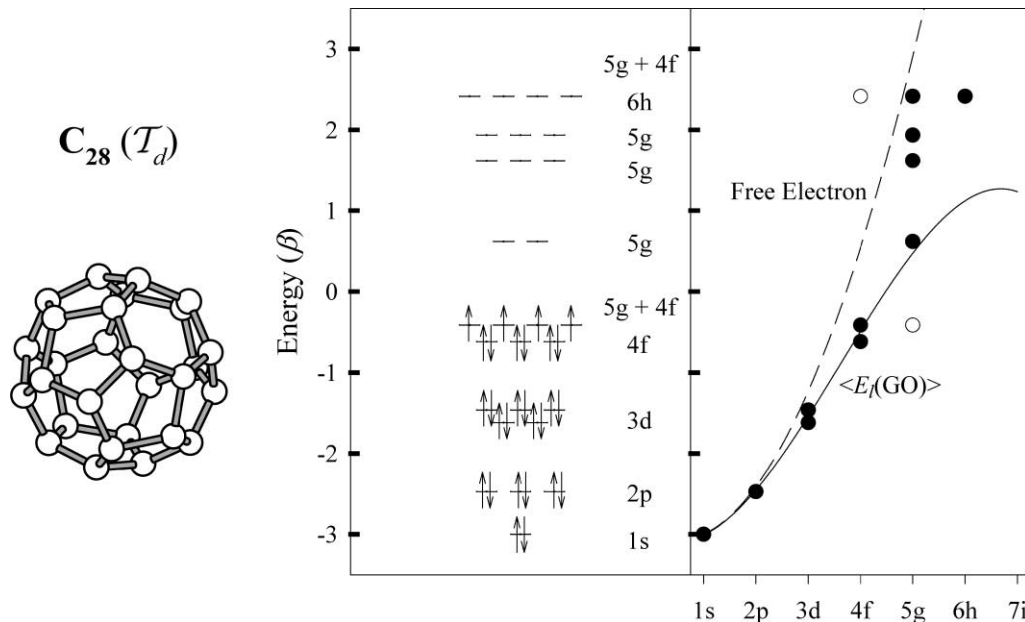 C28 (Td)
Energy (β)
3
2
1
0
-1
-2
-3
5g + 4f
6h
5g
5g
5g
5g + 4f
4f
3d
2p
1s
Free Electron
<El(GO)>
1s 2p 3d 4f 5g 6h 7i